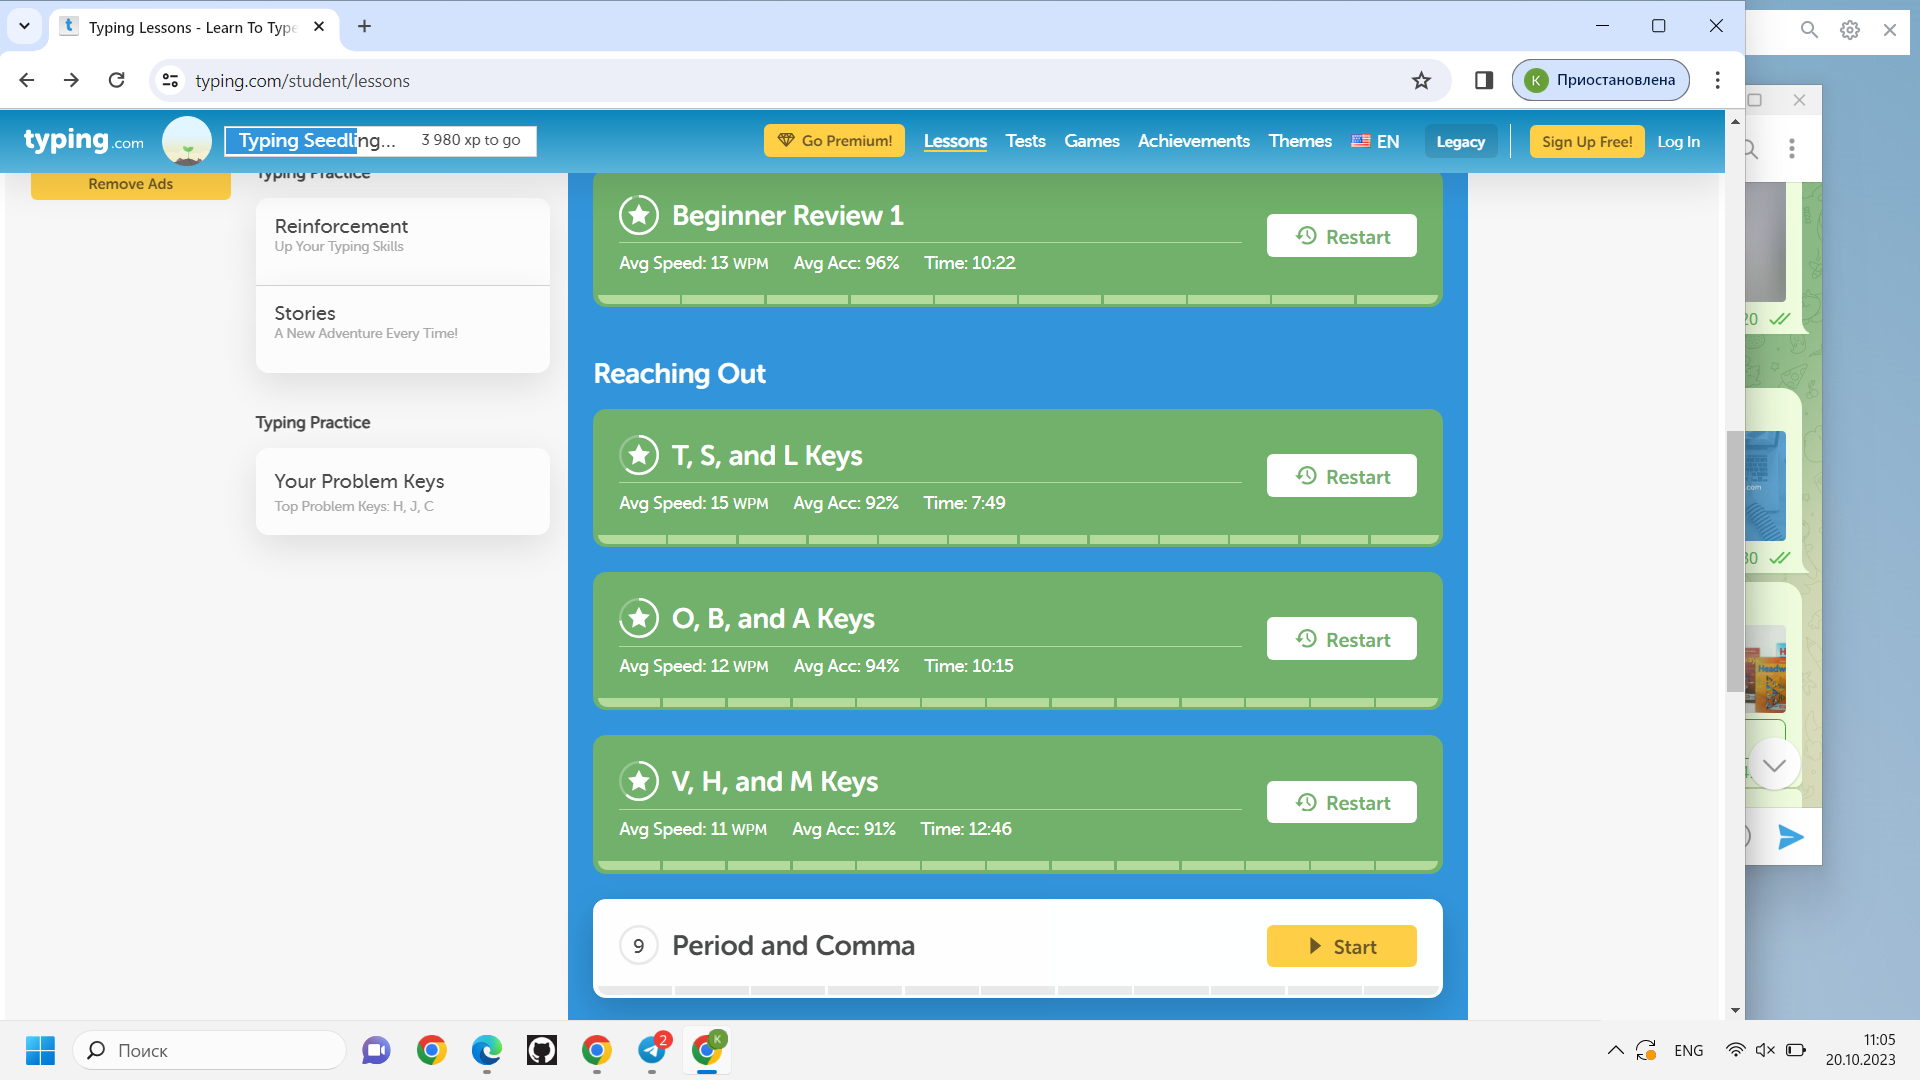 Typing Lessons - Learn To Type
typing.com/student/lessons
K Приостановлена
typing.com
Typing Seedling...
3 980 xp to go
Go Premium!
Lessons
Tests
Games
Achievements
Themes
EN
Legacy
Sign Up Free!
Log In
Remove Ads
Typing Practice
Reinforcement
Up Your Typing Skills
Stories
A New Adventure Every Time!
Typing Practice
Your Problem Keys
Top Problem Keys: H, J, C
Beginner Review 1
Restart
Avg Speed: 13 WPM Avg Acc: 96% Time: 10:22
Reaching Out
T, S, and L Keys
Restart
Avg Speed: 15 WPM Avg Acc: 92% Time: 7:49
O, B, and A Keys
Restart
Avg Speed: 12 WPM Avg Acc: 94% Time: 10:15
V, H, and M Keys
Restart
Avg Speed: 11 WPM Avg Acc: 91% Time: 12:46
9 Period and Comma
Start
20
com
30
Поиск
2
K
ENG
11:05
20.10.2023